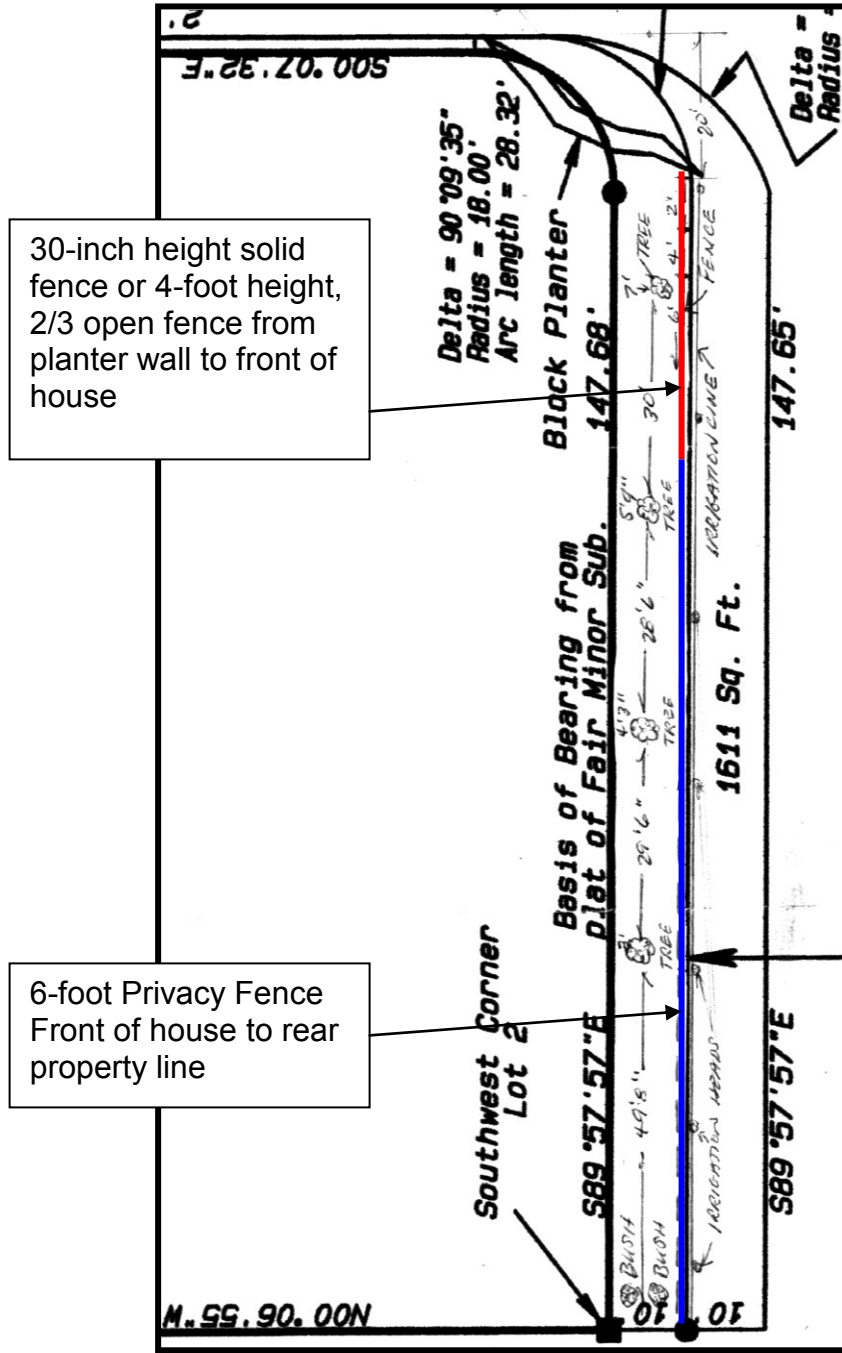 2'
S00°07'32"E
Delta =
Radius =
20'
Delta = 90°09'35"
Radius = 18.00'
Arc length = 28.32'
Block Planter
30-inch height solid
fence or 4-foot height,
2/3 open fence from
planter wall to front of
house
7'
TREE
6'
4'
2'
FENCE
147.68'
147.65'
30'
IRRIGATION LINE
5'9"
TREE
Basis of Bearing from
plat of Fair Minor Sub.
28'6"
1611 Sq. Ft.
4'3"
TREE
29'6"
TREE
6-foot Privacy Fence
Front of house to rear
property line
Southwest Corner
Lot 2
S89°57'57"E
S89°57'57"E
49'8"
IRRIGATION HEADS
BUSH
BUSH
N00°06'55"W
10'
10'